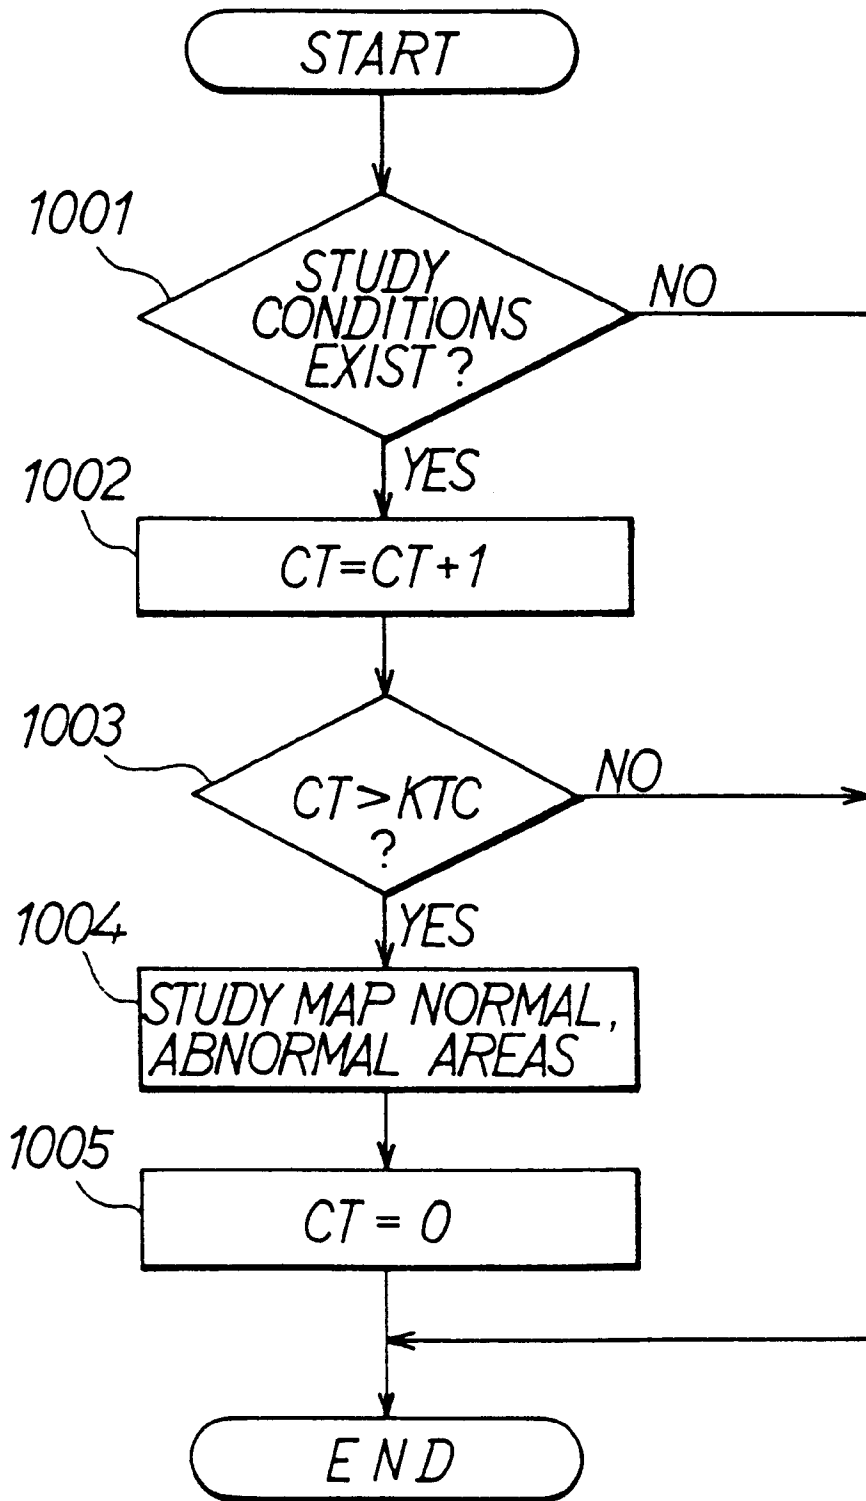 START
1001
STUDY
CONDITIONS
EXIST ?
NO
YES
1002
CT=CT+1
1003
CT>KTC
?
NO
YES
1004
STUDY MAP NORMAL,
ABNORMAL AREAS
1005
CT = 0
END